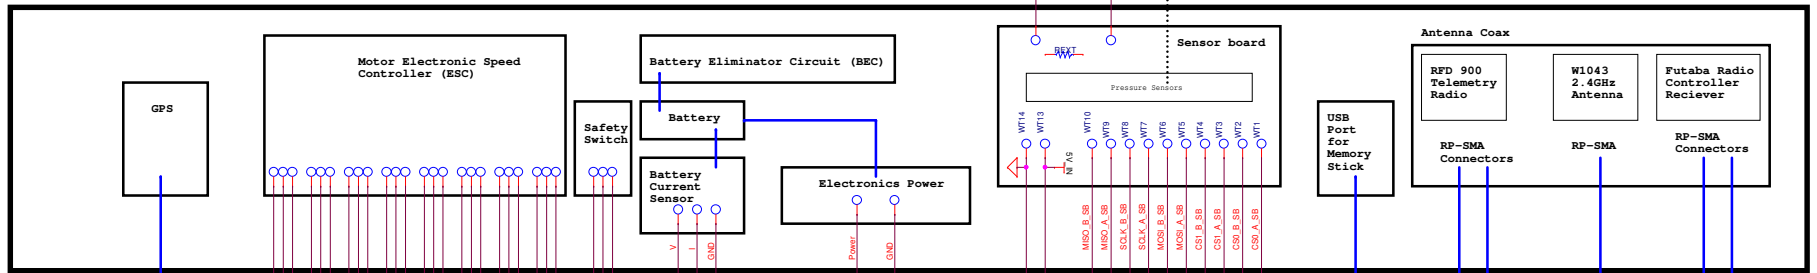 GPS
Motor Electronic Speed
Controller (ESC)
Safety
Switch
Battery Eliminator Circuit (BEC)
Battery
Battery
Current
Sensor
V
I
GND
Electronics Power
Power
GND
Sensor board
REXT
Pressure Sensors
WT14
WT13
WT10
WT9
WT8
WT7
WT6
WT5
WT4
WT3
WT2
WT1
5V IN
MISO_B_SB
MISO_A_SB
SCLK_B_SB
SCLK_A_SB
MOSI_B_SB
MOSI_A_SB
CS1_B_SB
CS1_A_SB
CS0_B_SB
CS0_A_SB
USB
Port
for
Memory
Stick
Antenna Coax
RFD 900
Telemetry
Radio
W1043
2.4GHz
Antenna
Futaba Radio
Controller
Reciever
RP-SMA
Connectors
RP-SMA
RP-SMA
Connectors